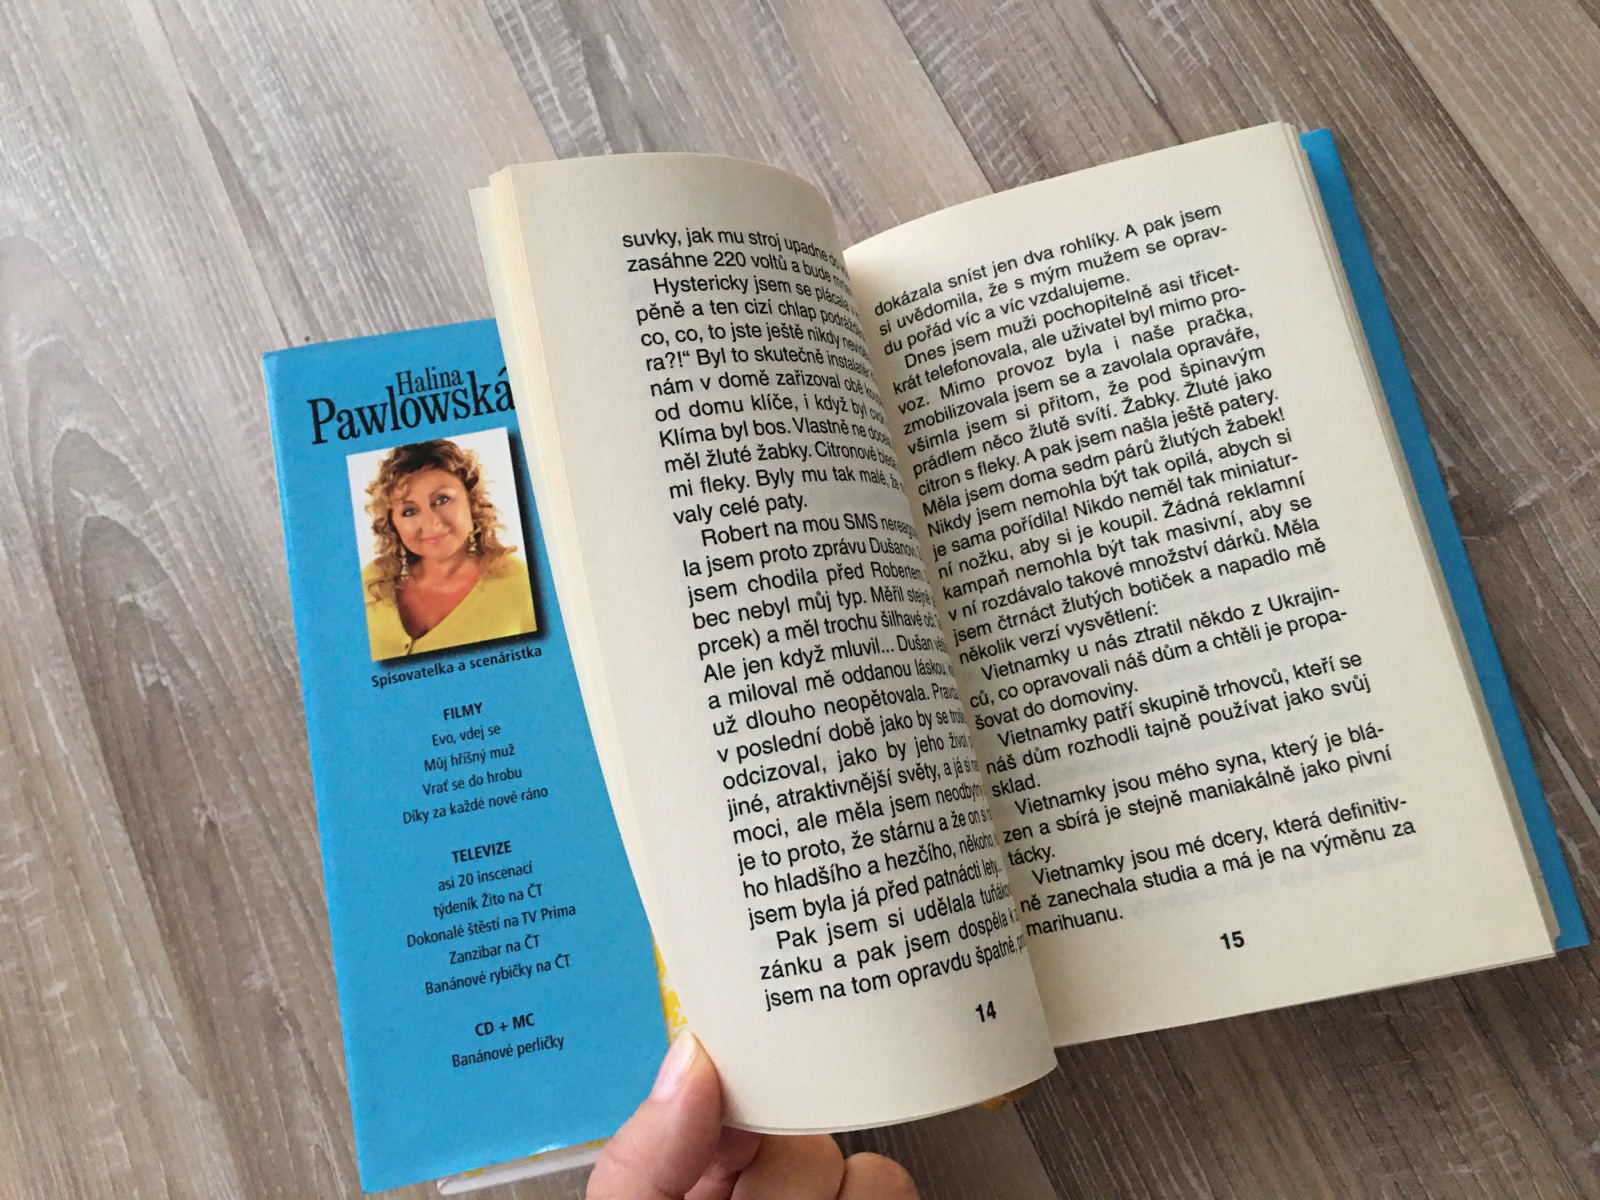 Halina
Pawlowská
Spisovatelka a scenáristka
FILMY
Evo, vdej se
Můj hříšný muž
Vrať se do hrobu
Díky za každé nové ráno
TELEVIZE
asi 20 inscenací
týdeník Žito na ČT
Dokonalé štěstí na TV Prima
Zanzibar na ČT
Banánové rybičky na ČT
CD + MC
Banánové perličky
suvky, jak mu stroj upadne do
zasáhne 220 voltů a bude
Hystericky jsem se plácala v
pěně a ten cizí chlap
co, co, to jste ještě nikdy
ra?!“ Byl to skutečně instalatér
nám v domě zařizoval obě
od domu klíče, i když byl
Klíma byl bos. Vlastně ne
měl žluté žabky. Citronově
mi fleky. Byly mu tak malé, že
valy celé paty.
Robert na mou SMS
la jsem proto zprávu Dušanovi.
jsem chodila před Robertem.
bec nebyl můj typ. Měřil stejně
prcek) a měl trochu šilhavé oči.
Ale jen když mluvil... Dušan
a miloval mě oddanou láskou,
už dlouho neopětovala. Pravda,
v poslední době jako by se
odcizoval, jako by jeho život
jiné, atraktivnější světy, a já si
moci, ale měla jsem
je to proto, že stárnu a že on si
ho hladšího a hezčího, někoho,
jsem byla já před patnácti lety...
Pak jsem si udělala
zánku a pak jsem dospěla k
jsem na tom opravdu špatně,
14
dokázala sníst jen dva rohlíky. A pak jsem
si uvědomila, že s mým mužem se oprav-
du pořád víc a víc vzdalujeme.
Dnes jsem muži pochopitelně asi třicet-
krát telefonovala, ale uživatel byl mimo pro-
voz. Mimo provoz byla i naše pračka,
zmobilizovala jsem se a zavolala opraváře,
všimla jsem si přitom, že pod špinavým
prádlem něco žlutě svítí. Žabky. Žluté jako
citron s fleky. A pak jsem našla ještě patery.
Měla jsem doma sedm párů žlutých žabek!
Nikdy jsem nemohla být tak opilá, abych si
je sama pořídila! Nikdo neměl tak miniatur-
ní nožku, aby si je koupil. Žádná reklamní
kampaň nemohla být tak masivní, aby se
v ní rozdávalo takové množství dárků. Měla
jsem čtrnáct žlutých botiček a napadlo mě
několik verzí vysvětlení:
Vietnamky u nás ztratil někdo z Ukrajin-
ců, co opravovali náš dům a chtěli je propa-
šovat do domoviny.
Vietnamky patří skupině trhovců, kteří se
náš dům rozhodli tajně používat jako svůj
sklad.
Vietnamky jsou mého syna, který je blá-
zen a sbírá je stejně maniakálně jako pivní
tácky.
Vietnamky jsou mé dcery, která definitiv-
ně zanechala studia a má je na výměnu za
marihuanu.
15